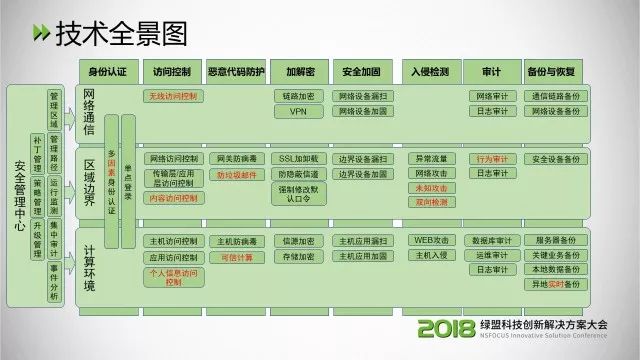 技术全景图
身份认证
访问控制
恶意代码防护
加解密
安全加固
入侵检测
审计
备份与恢复
安全管理中心
补丁管理
策略管理
升级管理
管理区域
管理路径
运行监测
集中审计
事件分析
多因素身份认证
单点登录
网络通信
无线访问控制
链路加密
VPN
网络设备漏扫
网络设备加固
网络审计
日志审计
通信链路备份
网络设备备份
区域边界
网络访问控制
传输层/应用
层访问控制
内容访问控制
网关防病毒
防垃圾邮件
SSL加卸载
防隐蔽信道
强制修改默
认口令
边界设备漏扫
边界设备加固
异常流量
网络攻击
未知攻击
双向检测
行为审计
日志审计
安全设备备份
计算环境
主机访问控制
应用访问控制
个人信息访问
控制
主机防病毒
可信计算
信源加密
存储加密
主机应用漏扫
主机应用加固
WEB攻击
主机入侵
数据库审计
运维审计
日志审计
服务器备份
关键业务备份
本地数据备份
异地实时备份
2018 绿盟科技创新解决方案大会
NSFOCUS Innovative Solution Conference